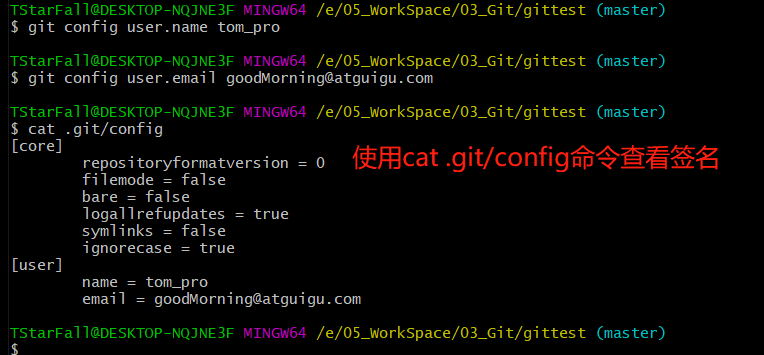 TStarFall@DESKTOP-NQJNE3F MINGW64 /e/05_WorkSpace/03_Git/gittest (master)
$ git config user.name tom_pro
TStarFall@DESKTOP-NQJNE3F MINGW64 /e/05_WorkSpace/03_Git/gittest (master)
$ git config user.email goodMorning@atguigu.com
TStarFall@DESKTOP-NQJNE3F MINGW64 /e/05_WorkSpace/03_Git/gittest (master)
$ cat .git/config
[core]
repositoryformatversion = 0
使用cat .git/config命令查看签名
filemode = false
bare = false
logallrefupdates = true
symlinks = false
ignorecase = true
[user]
name = tom_pro
email = goodMorning@atguigu.com
TStarFall@DESKTOP-NQJNE3F MINGW64 /e/05_WorkSpace/03_Git/gittest (master)
$